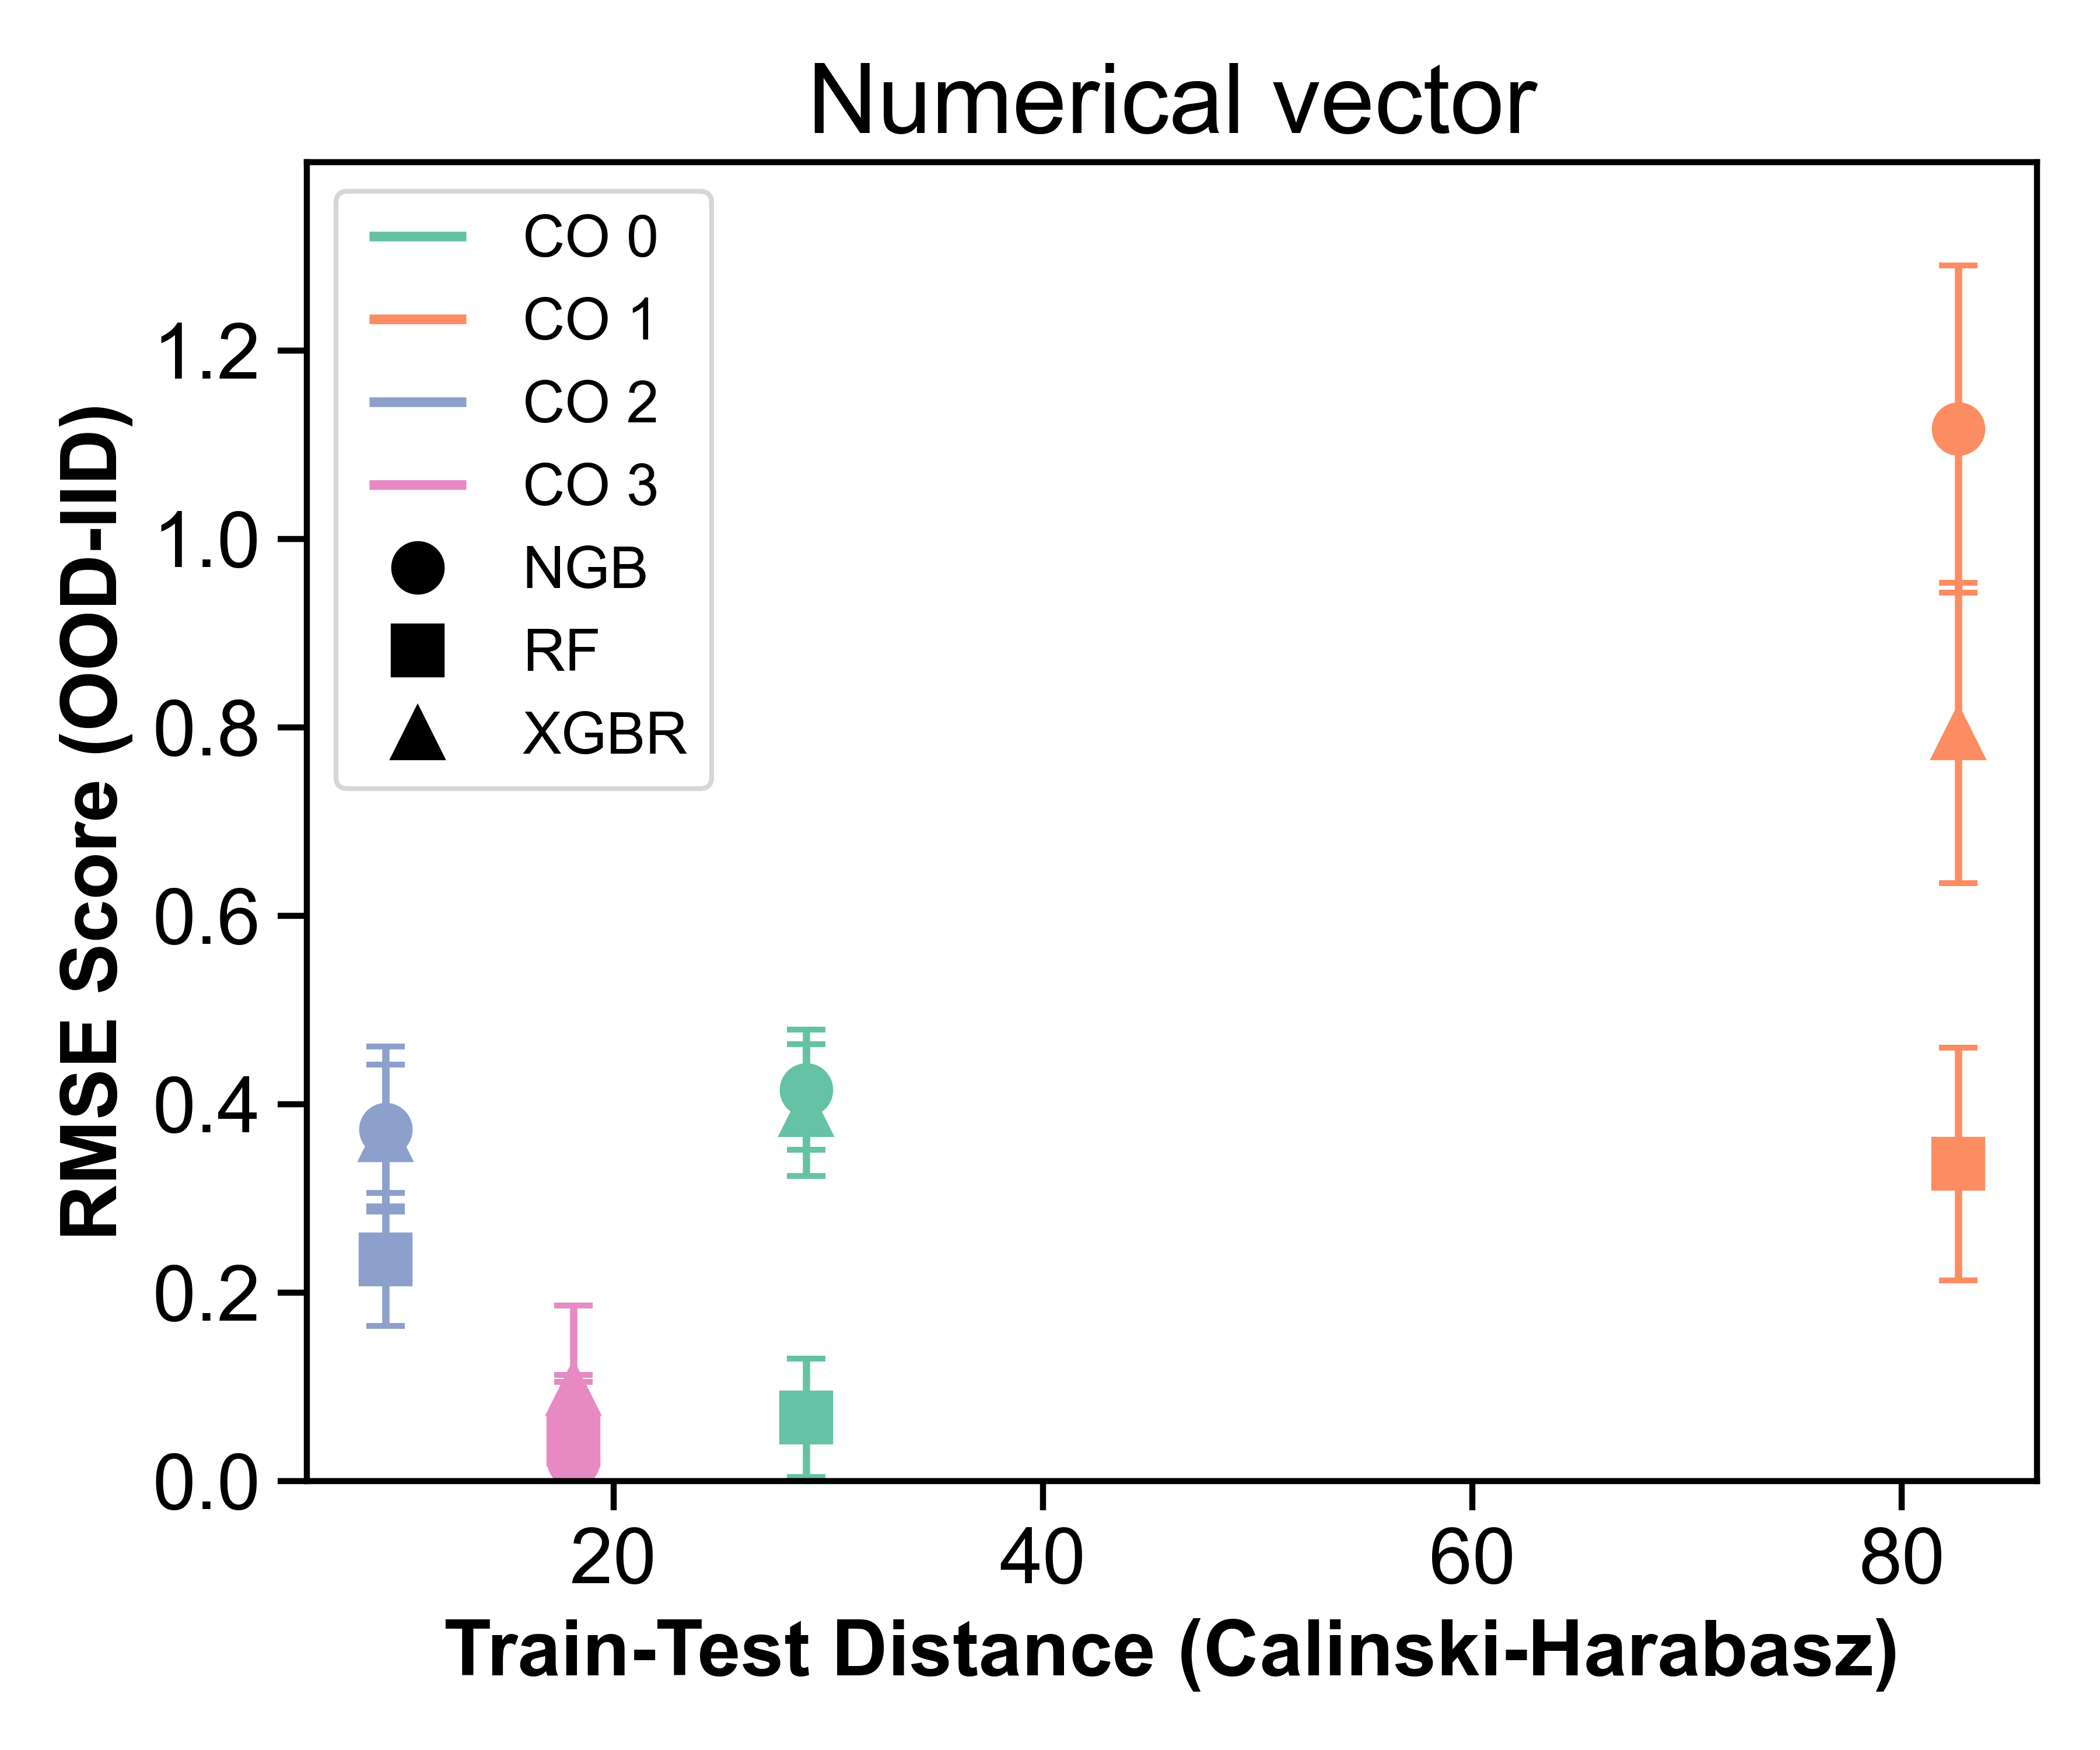 Numerical vector
CO 0
CO 1
CO 2
CO 3
NGB
RF
XGBR
RMSE Score (OOD-IID)
1.2
1.0
0.8
0.6
0.4
0.2
0.0
20 40 60 80
Train-Test Distance (Calinski-Harabasz)